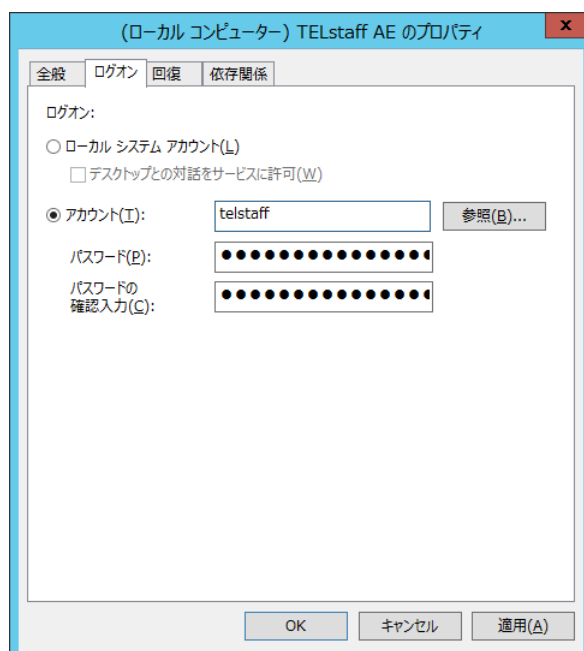 (ローカル コンピューター) TELstaff AE のプロパティ
x
全般 ログオン 回復 依存関係
ログオン:
ローカル システム アカウント(L)
デスクトップとの対話をサービスに許可(W)
アカウント(T): telstaff 参照(B)...
パスワード(P): ●●●●●●●●●●●●●●●
パスワードの
確認入力(C): ●●●●●●●●●●●●●●●
OK キャンセル 適用(A)